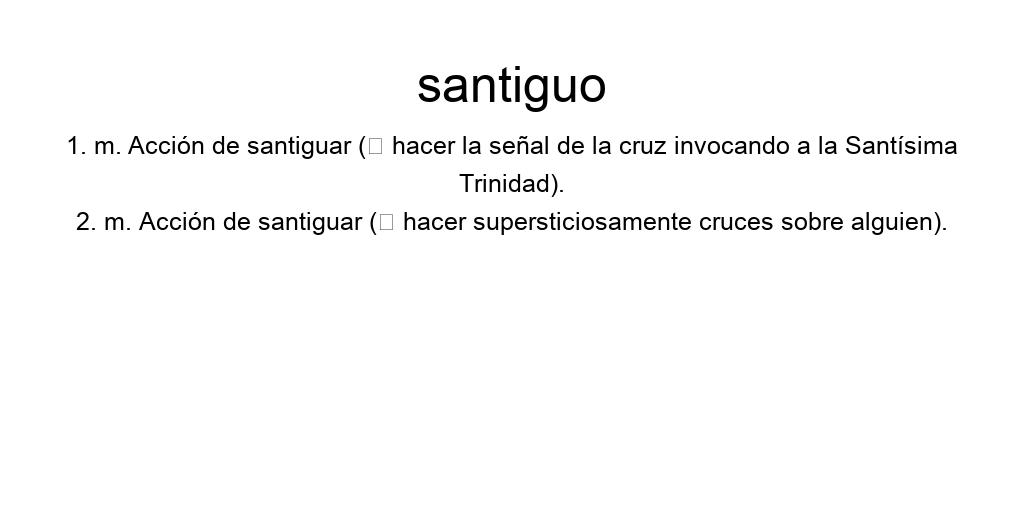 santiguo
1. m. Acción de santiguar (□ hacer la señal de la cruz invocando a la Santísima
Trinidad).
2. m. Acción de santiguar (□ hacer supersticiosamente cruces sobre alguien).